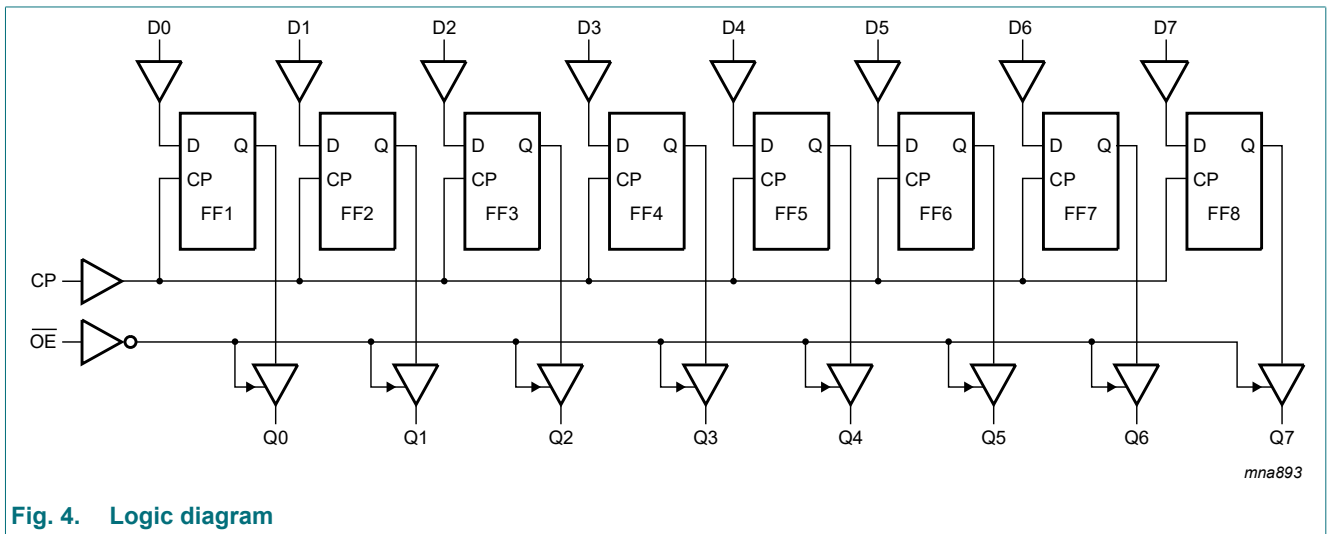 D0 D1 D2 D3 D4 D5 D6 D7
D Q D Q D Q D Q D Q D Q D Q D Q
CP CP CP CP CP CP CP CP
FF1 FF2 FF3 FF4 FF5 FF6 FF7 FF8
CP
O̅E̅
Q0 Q1 Q2 Q3 Q4 Q5 Q6 Q7
mna893
Fig. 4. Logic diagram